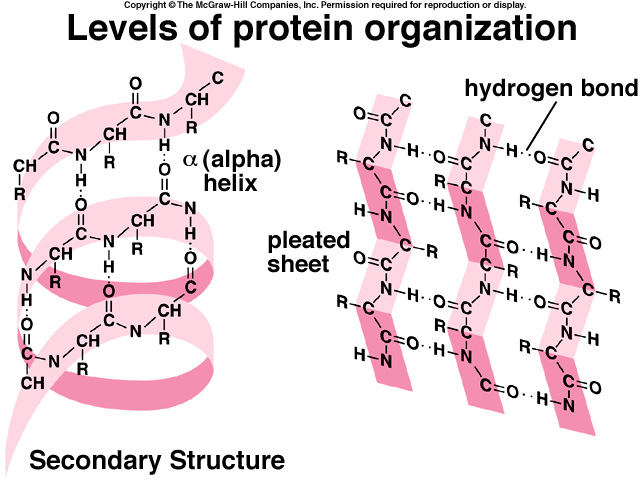 Copyright © The McGraw-Hill Companies, Inc. Permission required for reproduction or display.
Levels of protein organization
hydrogen bond
α (alpha)
helix
pleated
sheet
Secondary Structure